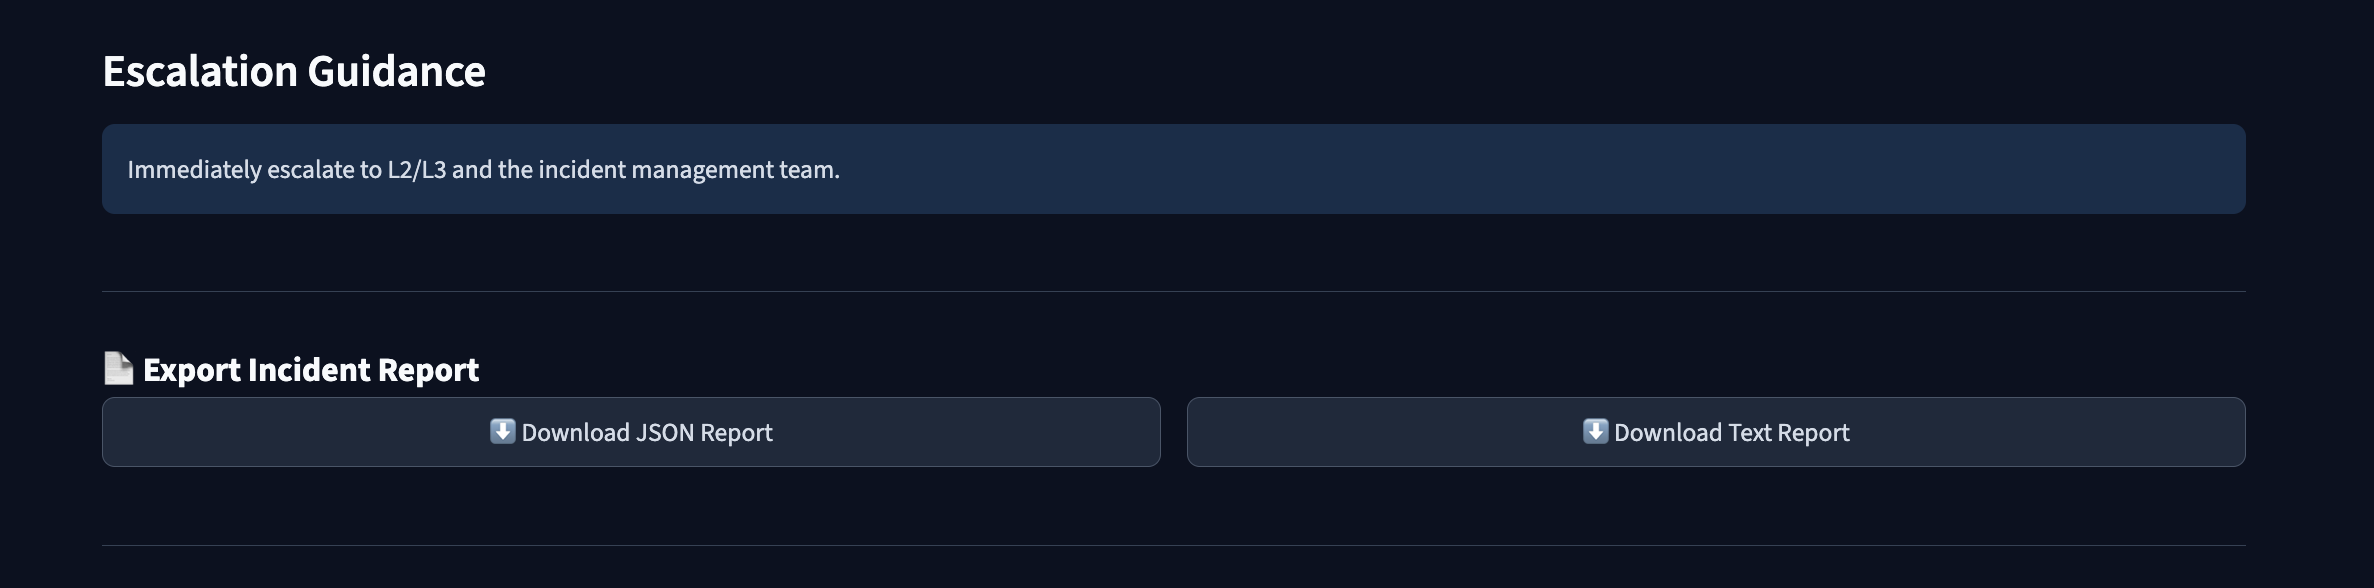 Escalation Guidance
Immediately escalate to L2/L3 and the incident management team.
Export Incident Report
Download JSON Report
Download Text Report